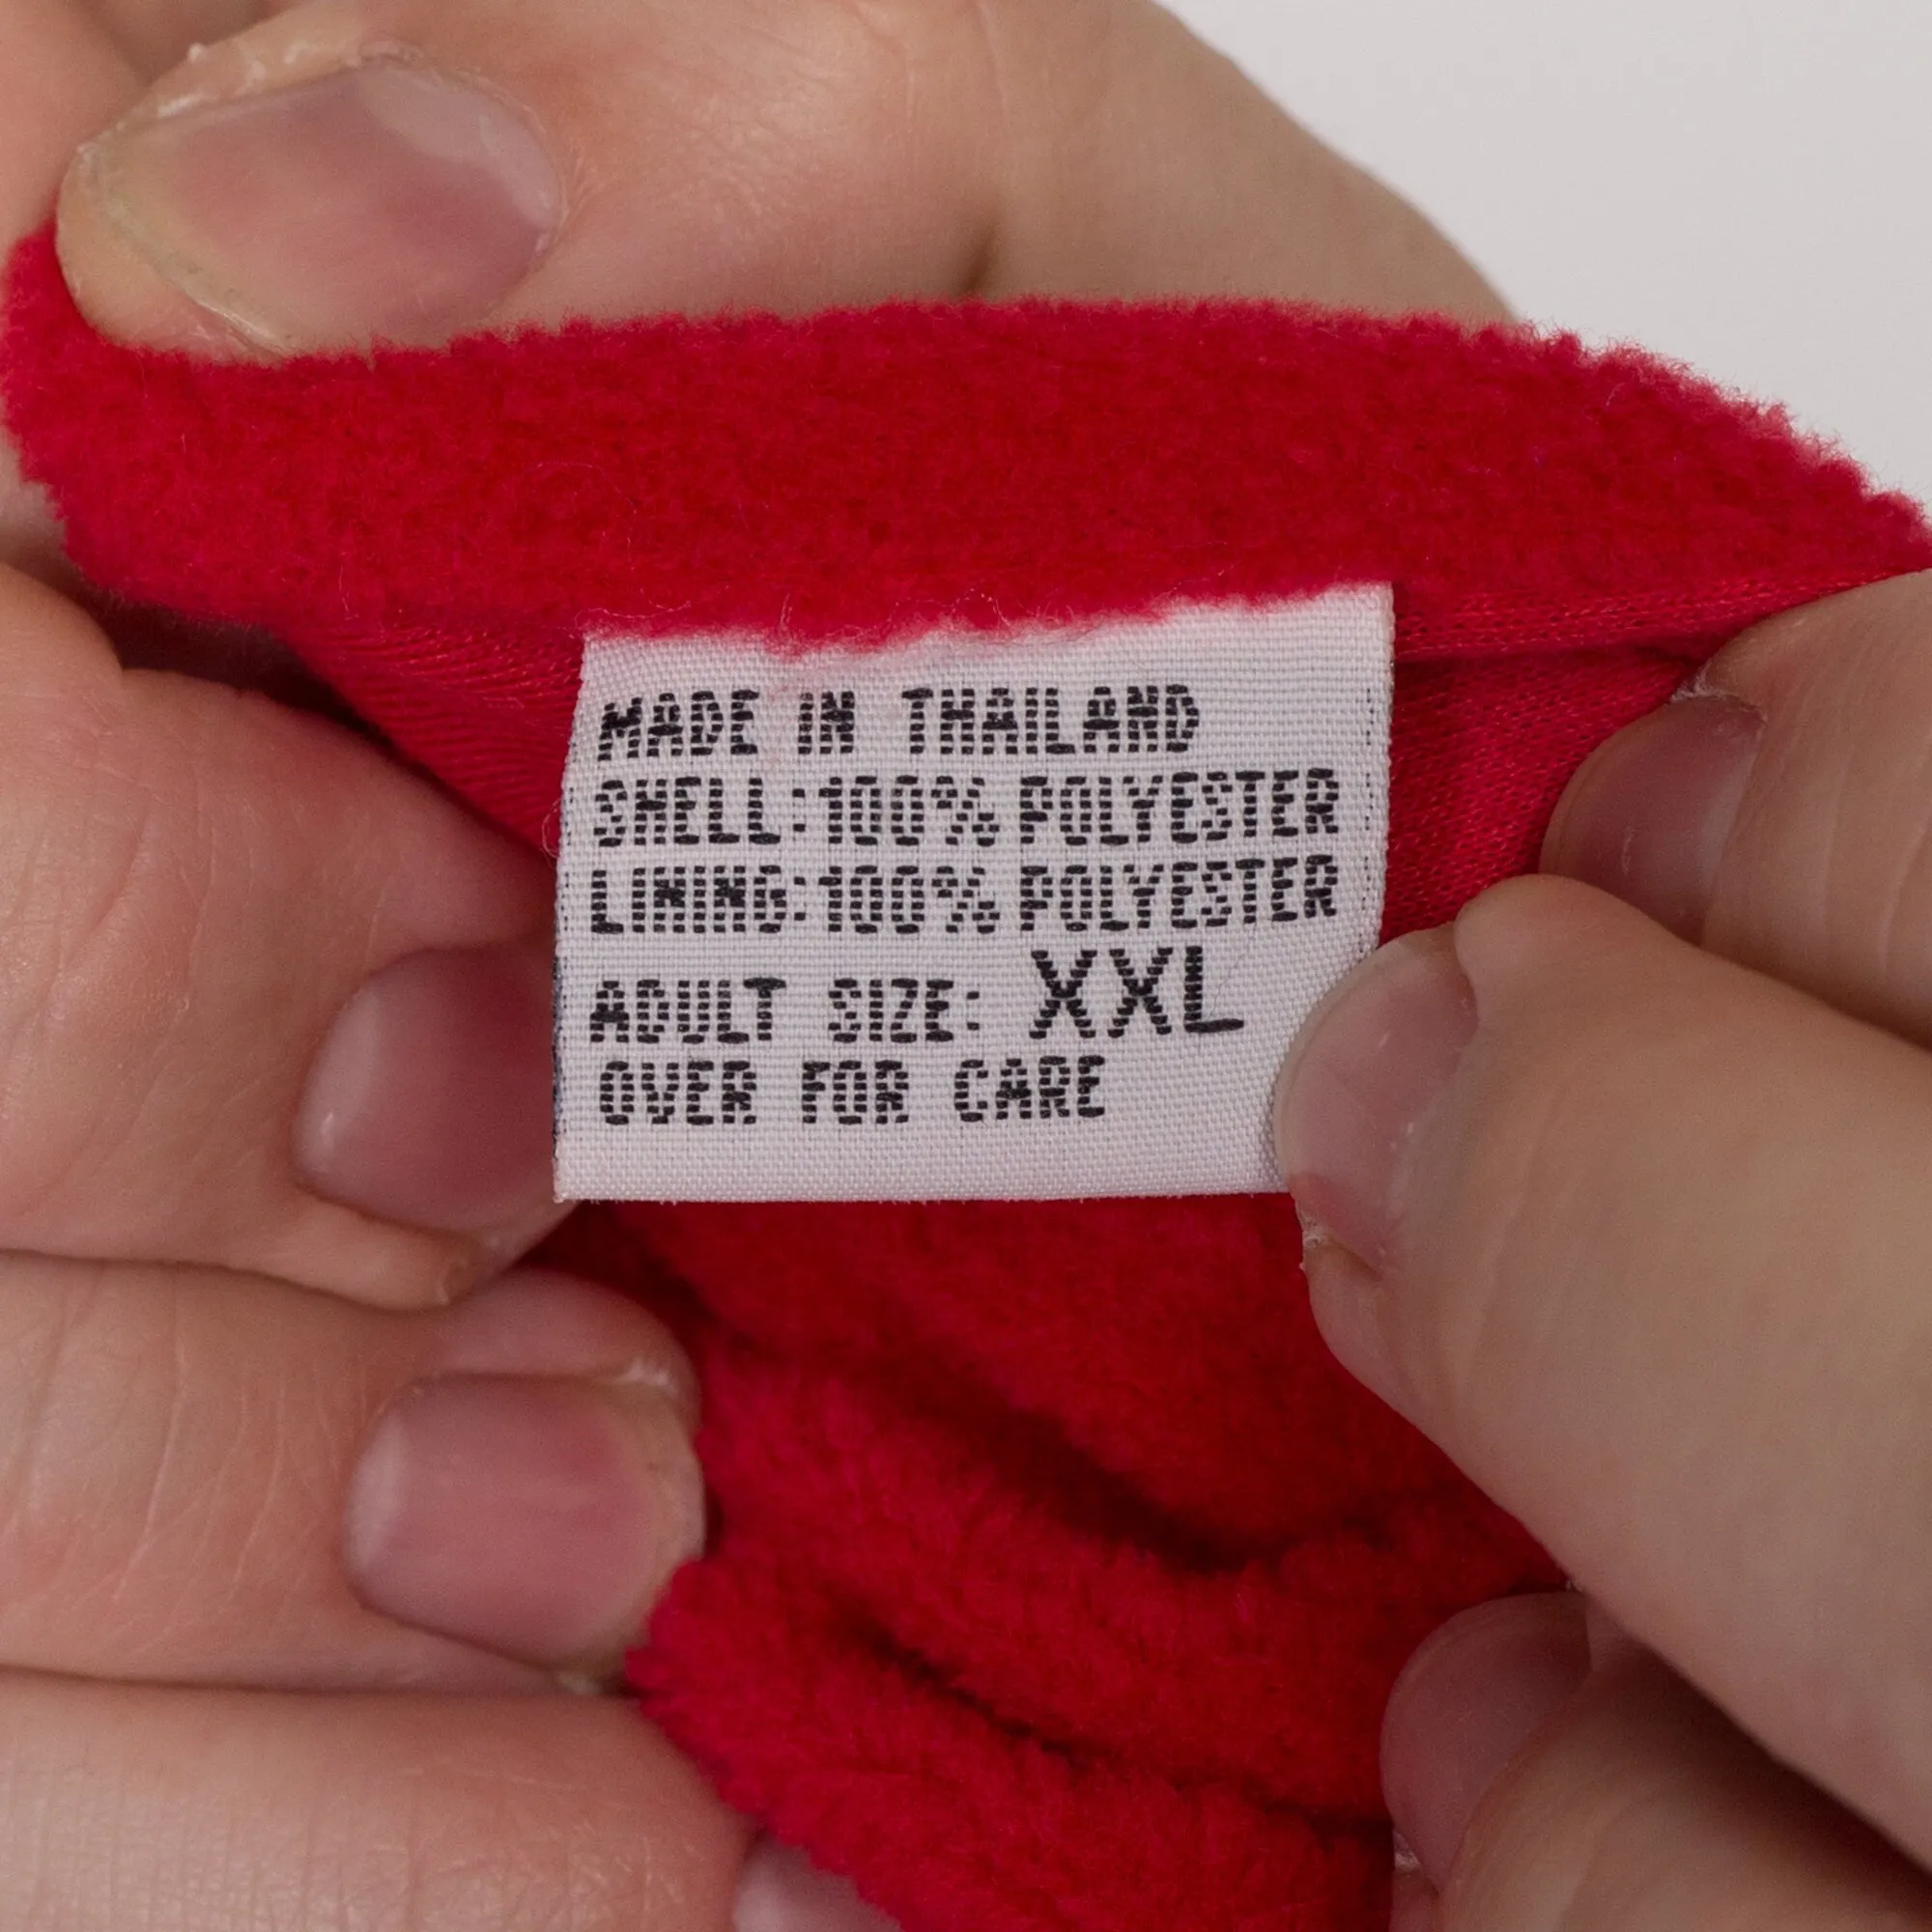 MADE IN THAILAND
SHELL:100% POLYESTER
LINING:100% POLYESTER
ADULT SIZE: XXL
OVER FOR CARE